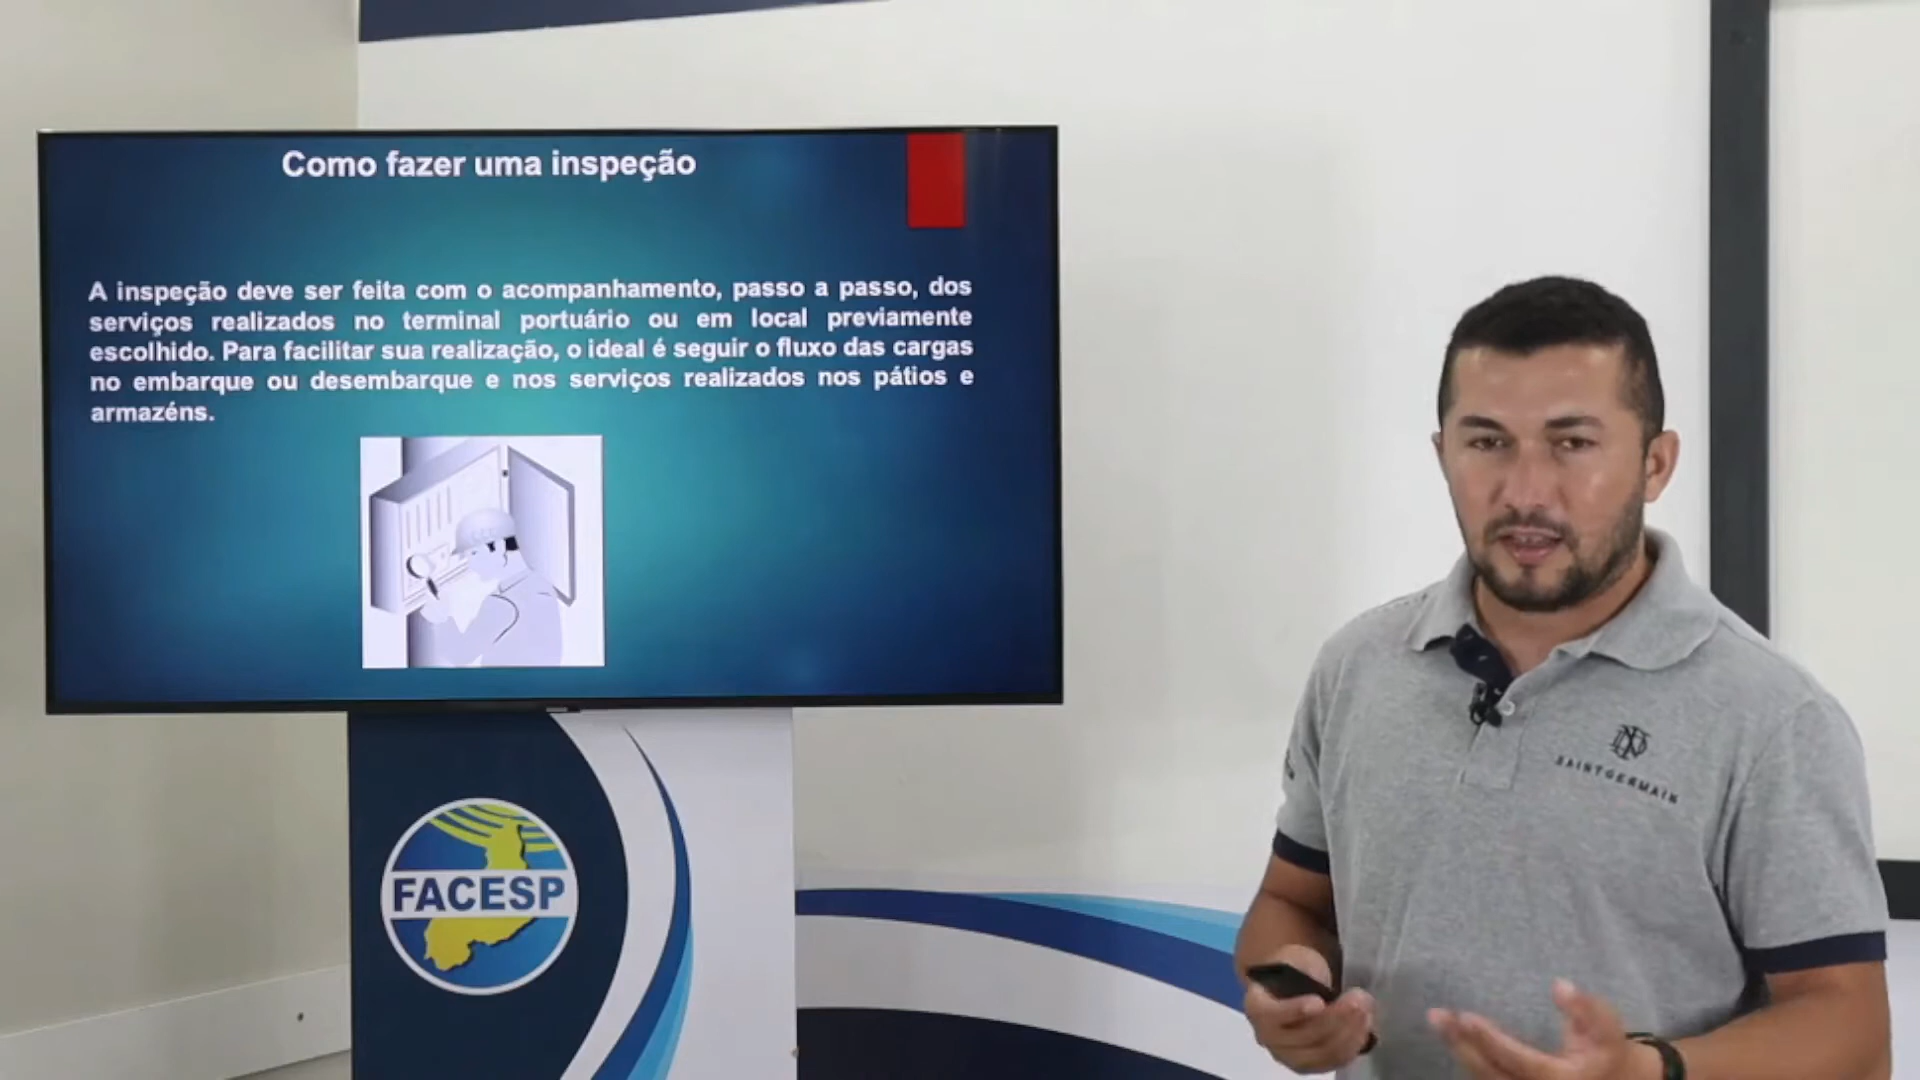 Como fazer uma inspeção
A inspeção deve ser feita com o acompanhamento, passo a passo, dos
serviços realizados no terminal portuário ou em local previamente
escolhido. Para facilitar sua realização, o ideal é seguir o fluxo das cargas
no embarque ou desembarque e nos serviços realizados nos pátios e
armazéns.
FACESP
SAINTGERMAIN